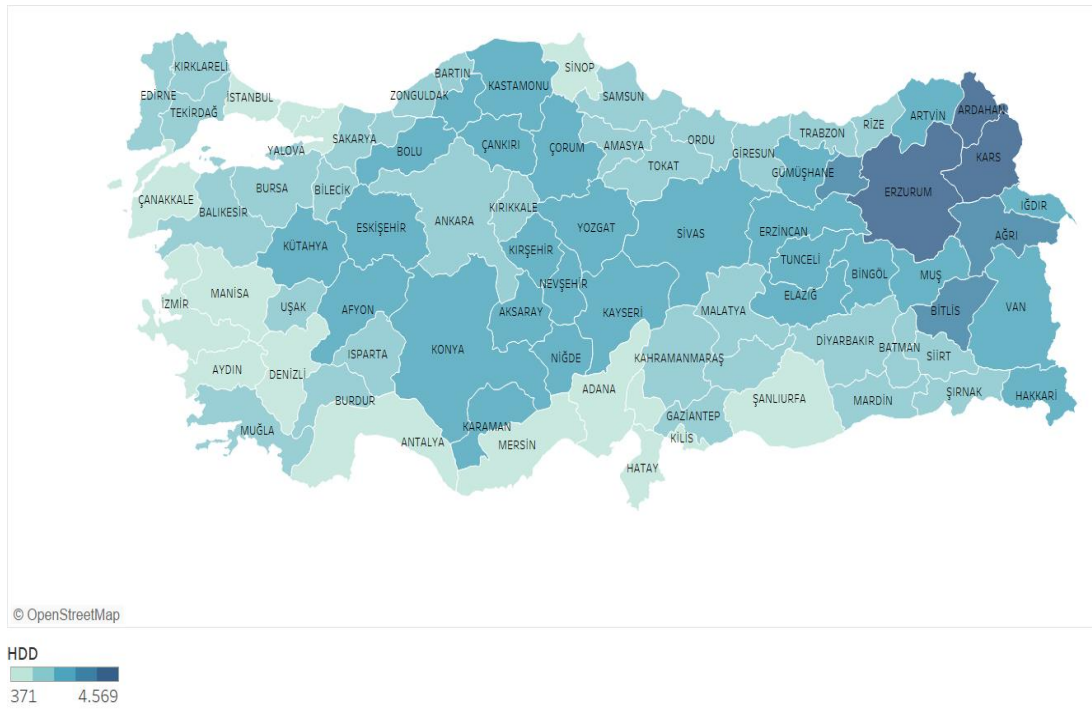 SİNOP
KIRKLARELİ
BARTIN
KASTAMONU
ARDAHAN
EDİRNE
İSTANBUL
ZONGULDAK
SAMSUN
TEKİRDAĞ
ARTVİN
RİZE
TRABZON
SAKARYA
ORDU
ÇANKIRI
ÇORUM
AMASYA
YALOVA
BOLU
GİRESUN
KARS
TOKAT
GÜMÜŞHANE
BURSA
BİLECİK
ERZURUM
ÇANAKKALE
KIRIKKALE
IĞDIR
BALIKESİR
ANKARA
ESKİŞEHİR
YOZGAT
SİVAS
ERZİNCAN
AĞRI
KÜTAHYA
KIRŞEHİR
TUNCELİ
BİNGÖL
MUŞ
NEVŞEHİR
MANİSA
ELAZIĞ
İZMİR
UŞAK
AFYON
AKSARAY
KAYSERİ
MALATYA
BİTLİS
VAN
DİYARBAKIR
BATMAN
KONYA
ISPARTA
NİĞDE
KAHRAMANMARAŞ
SİİRT
AYDIN
DENİZLİ
ADANA
ŞIRNAK
HAKKARİ
BURDUR
ŞANLIURFA
MARDİN
GAZİANTEP
KARAMAN
MUĞLA
KİLİS
ANTALYA
MERSİN
HATAY
© OpenStreetMap
HDD
371 4.569